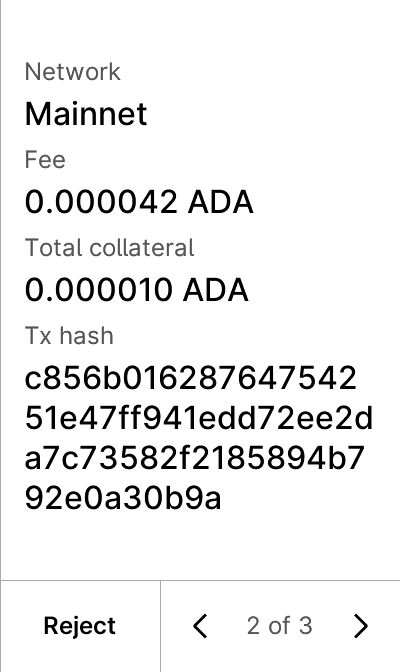 Network
Mainnet
Fee
0.000042 ADA
Total collateral
0.000010 ADA
Tx hash
c856b016287647542
51e47ff941edd72ee2d
a7c73582f2185894b7
92e0a30b9a
Reject
2 of 3